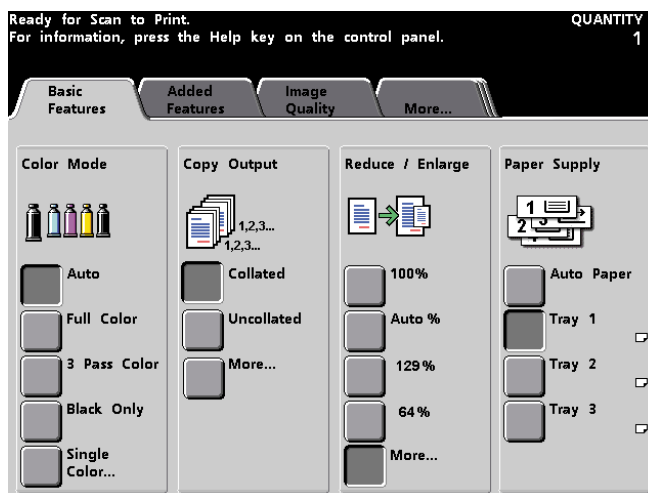 Ready for Scan to Print.
For information, press the Help key on the control panel.
QUANTITY
1
Basic
Features
Added
Features
Image
Quality
More...
Color Mode
Auto
Full Color
3 Pass Color
Black Only
Single
Color...
Copy Output
1,2,3...
1,2,3...
Collated
Uncollated
More...
Reduce / Enlarge
100%
Auto %
129%
64%
More...
Paper Supply
1
2
3
Auto Paper
Tray 1
Tray 2
Tray 3